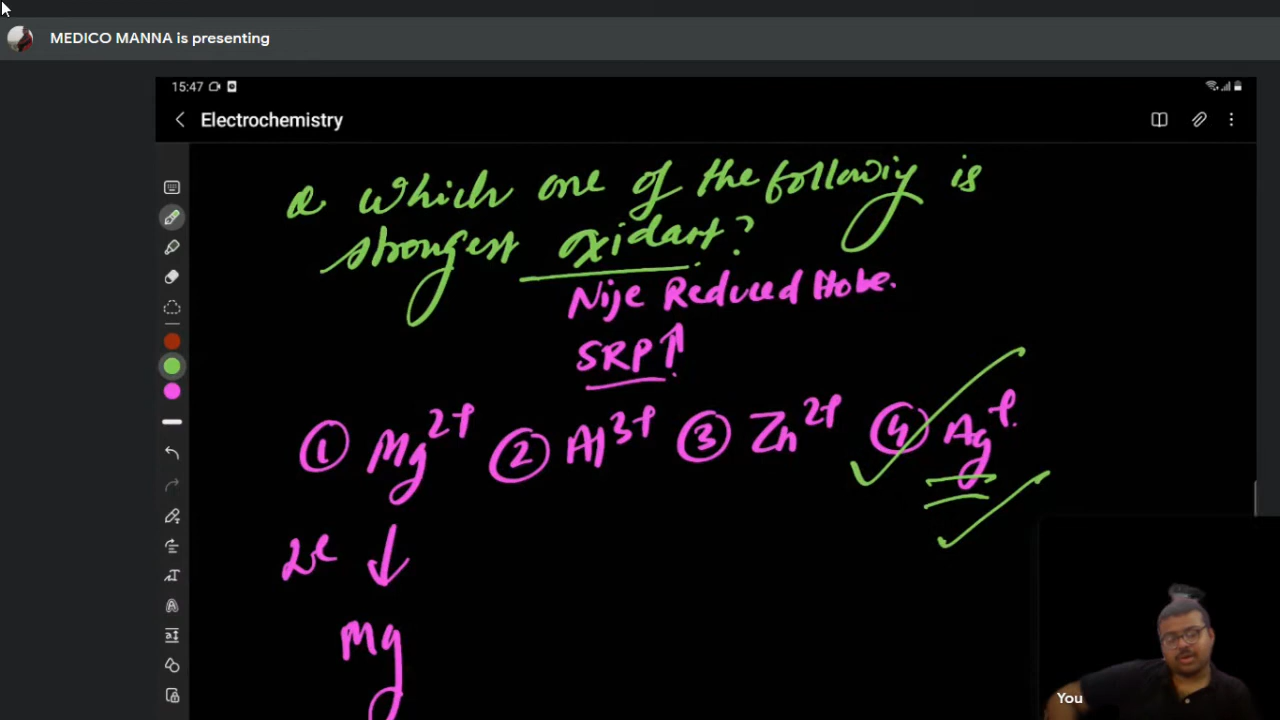 MEDICO MANNA is presenting
15:47
Electrochemistry
Q Which one of the following is
strongest oxidant?
Nije Reduced Hobe.
SRP↑
① Mg²⁺ ② Al³⁺ ③ Zn²⁺ ④ Ag⁺.
2e ↓
Mg
You